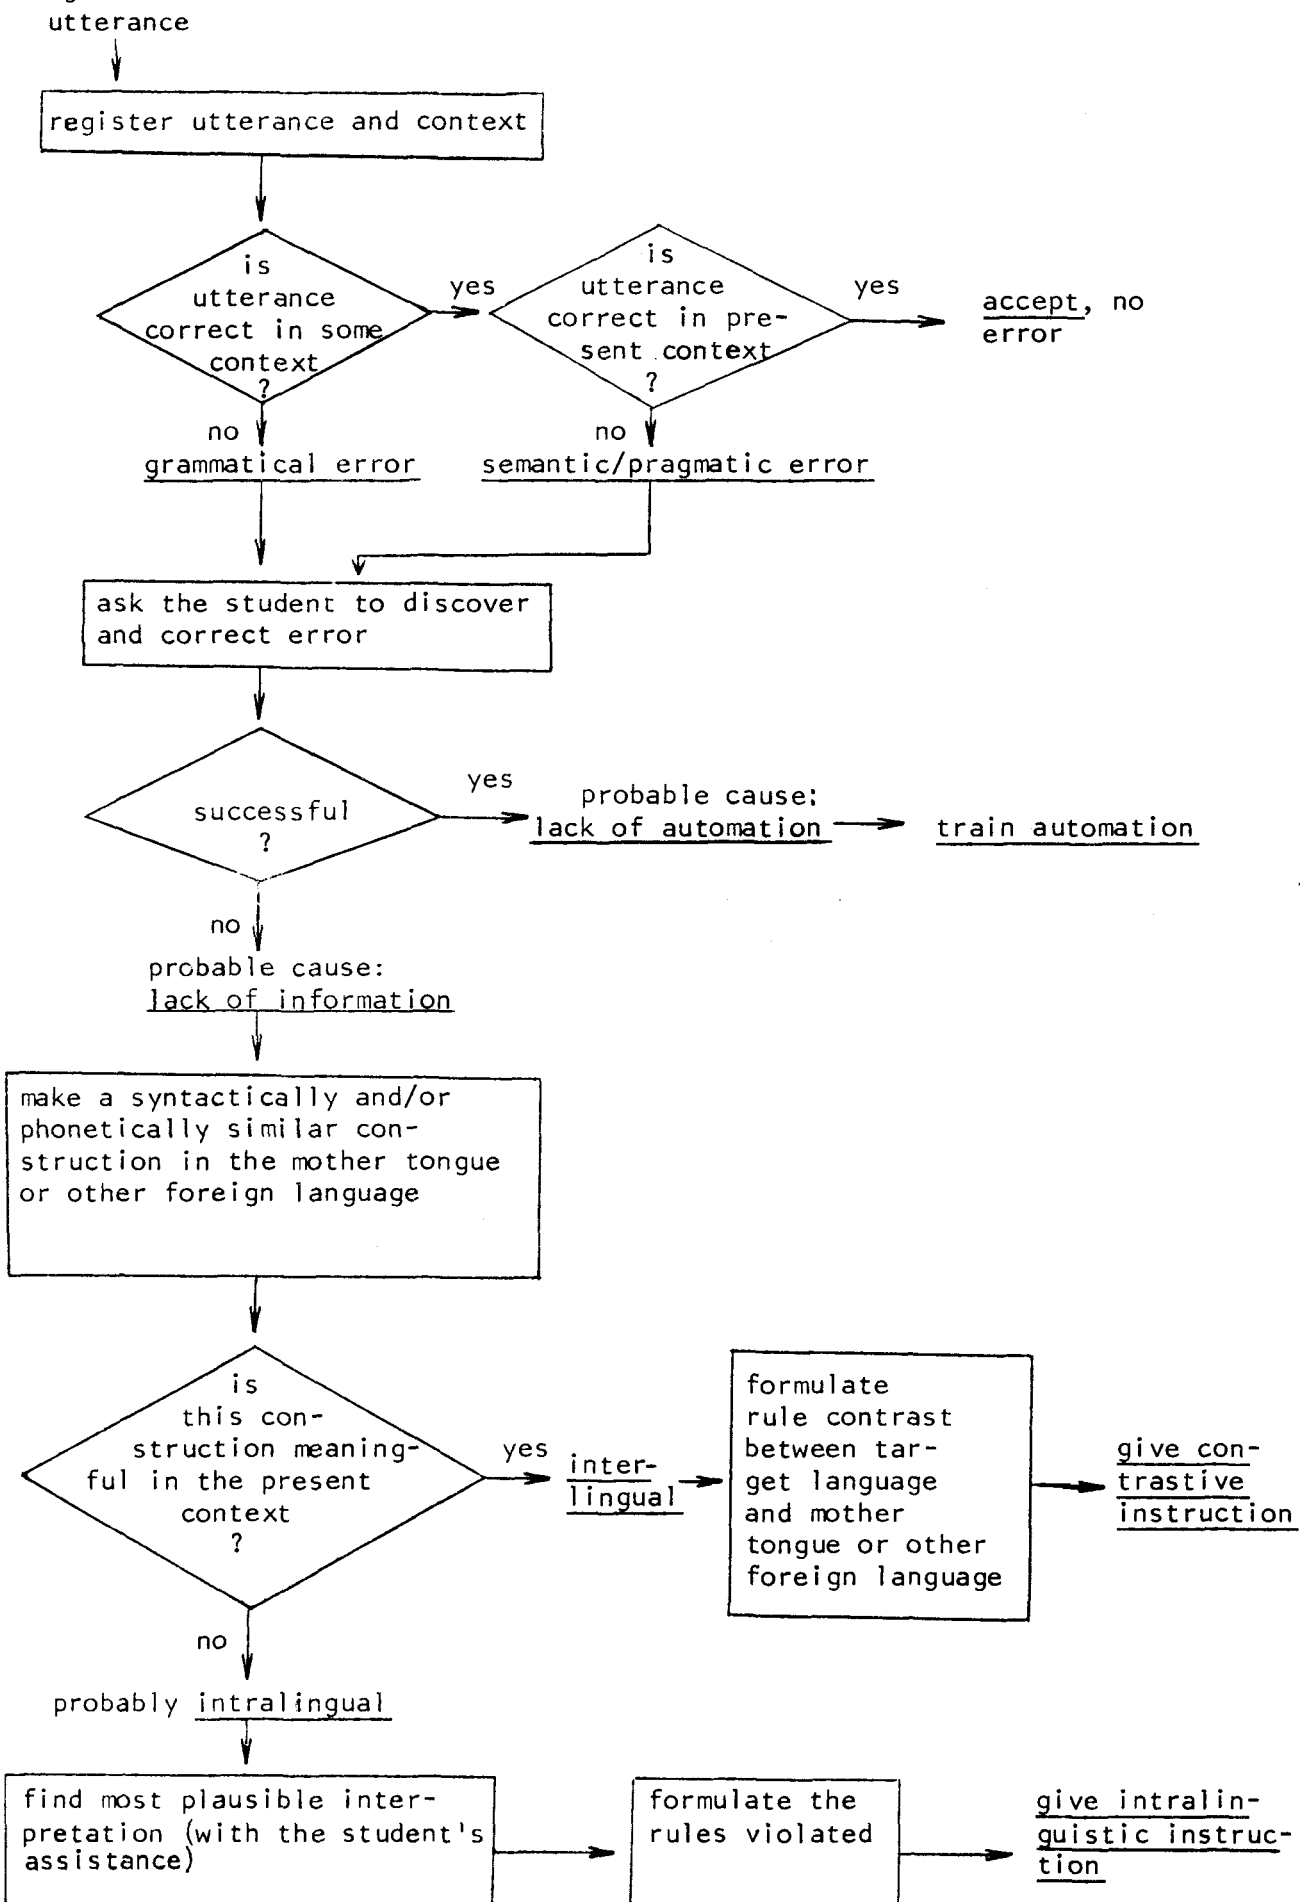 utterance
register utterance and context
is
utterance
correct in some
context
?
yes
is
utterance
correct in pre-
sent context
?
yes
accept, no
error
no
grammatical error
no
semantic/pragmatic error
ask the student to discover
and correct error
successful
?
yes
probable cause:
lack of automation
train automation
no
probable cause:
lack of information
make a syntactically and/or
phonetically similar con-
struction in the mother tongue
or other foreign language
is
this con-
struction meaning-
ful in the present
context
?
yes
inter-
lingual
formulate
rule contrast
between tar-
get language
and mother
tongue or other
foreign language
give con-
trastive
instruction
no
probably intralingual
find most plausible inter-
pretation (with the student's
assistance)
formulate the
rules violated
give intralin-
guistic instruc-
tion